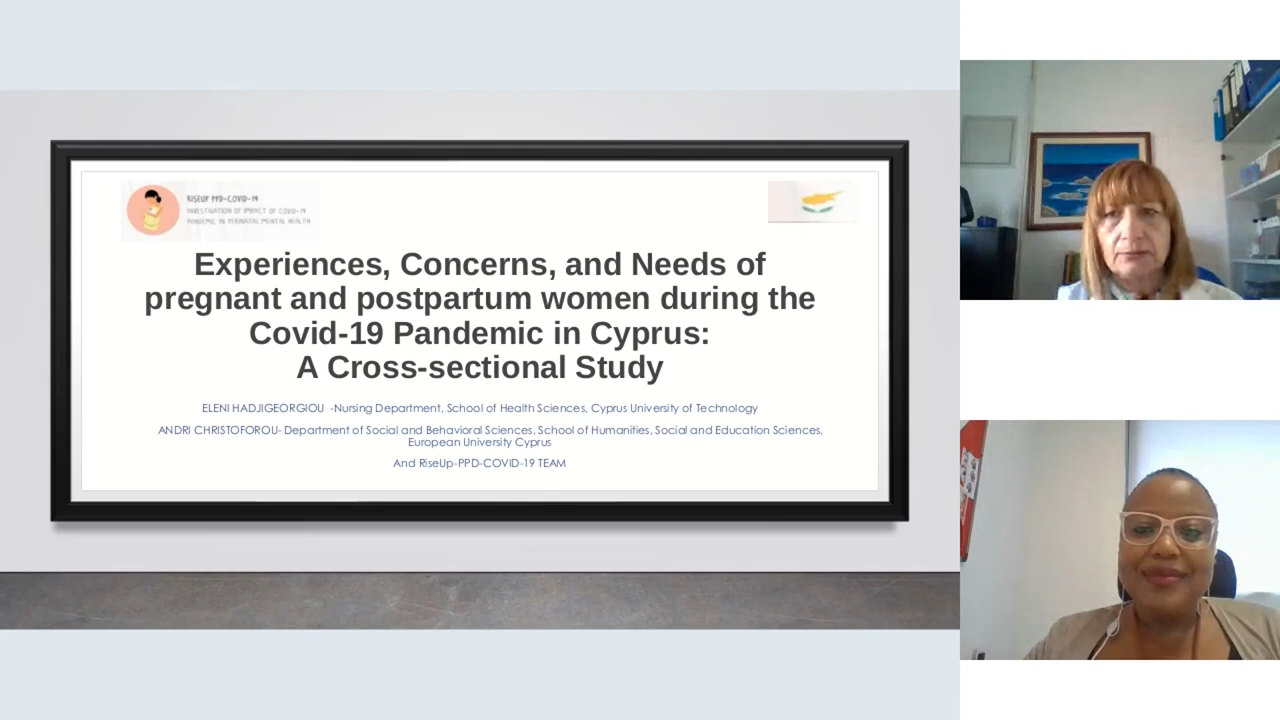 RISEUP PPD-COVID-19
INVESTIGATION OF IMPACT OF COVID-19
PANDEMIC IN PERINATAL MENTAL HEALTH
Experiences, Concerns, and Needs of
pregnant and postpartum women during the
Covid-19 Pandemic in Cyprus:
A Cross-sectional Study
ELENI HADJIGEORGIOU -Nursing Department, School of Health Sciences, Cyprus University of Technology
ANDRI CHRISTOFOROU- Department of Social and Behavioral Sciences, School of Humanities, Social and Education Sciences,
European University Cyprus
And RiseUp-PPD-COVID-19 TEAM